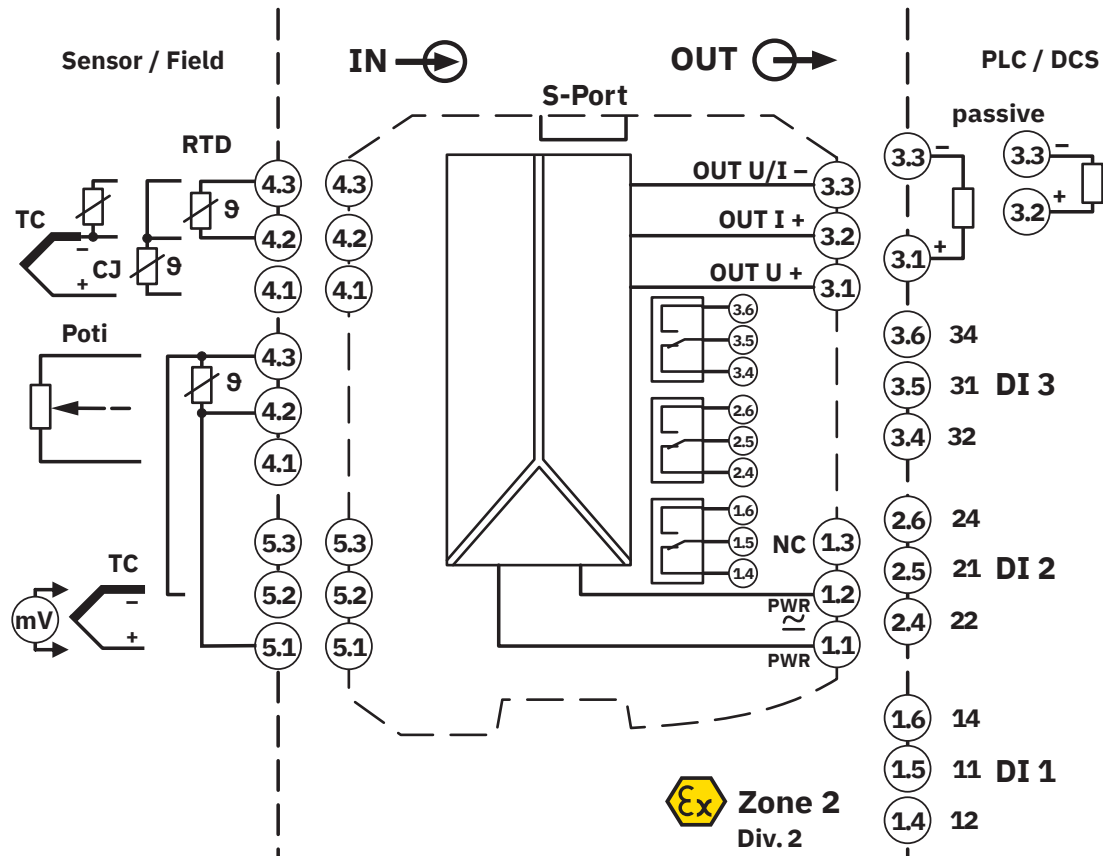 Sensor / Field
IN
OUT
PLC / DCS
S-Port
passive
RTD
TC
ϑ
–
+
CJ
ϑ
4.3
4.2
4.1
4.3
4.2
4.1
OUT U/I –
OUT I +
OUT U +
3.3
3.2
3.1
3.3 –
3.1 +
3.3 –
3.2 +
Poti
ϑ
4.3
4.2
4.1
3.6
3.5
3.4
2.6
2.5
2.4
1.6
1.5
1.4
3.6 34
3.5 31 DI 3
3.4 32
2.6 24
2.5 21 DI 2
2.4 22
TC
mV
–
+
5.3
5.2
5.1
5.3
5.2
5.1
NC 1.3
PWR 1.2
PWR 1.1
1.6 14
1.5 11 DI 1
1.4 12
Ex
Zone 2
Div. 2